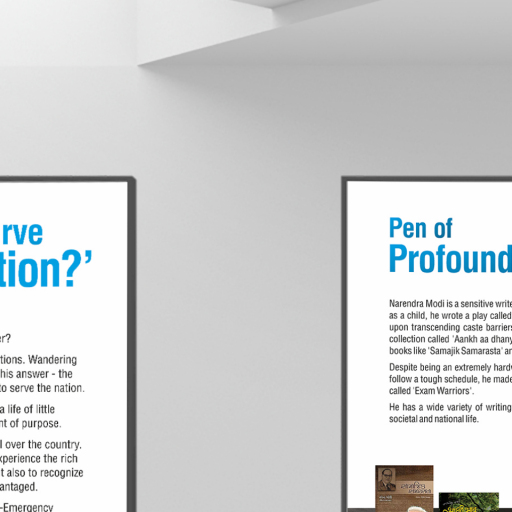 rve
tion?’
er?
tions. Wandering
his answer - the
to serve the nation.
a life of little
nt of purpose.
l over the country.
xperience the rich
t also to recognize
antaged.
-Emergency
Pen of
Profound
Narendra Modi is a sensitive write
as a child, he wrote a play called
upon transcending caste barriers
collection called 'Aankh aa dhany
books like 'Samajik Samarasta' an
Despite being an extremely hardw
follow a tough schedule, he made
called 'Exam Warriors'.
He has a wide variety of writing
societal and national life.